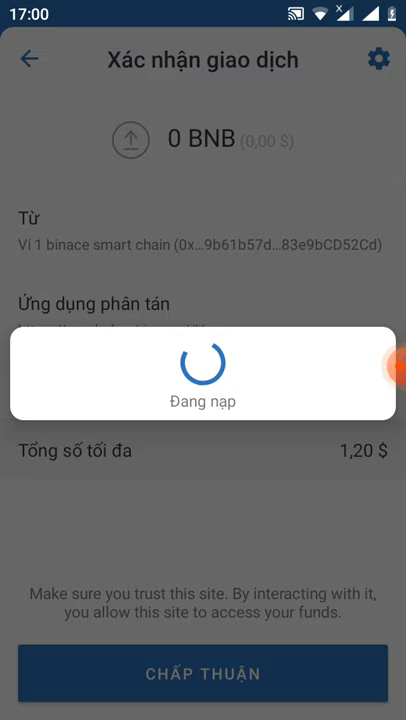 17:00
Xác nhận giao dịch
0 BNB (0,00 $)
Từ
Ví 1 binace smart chain (0x...9b61b57d...83e9bCD52Cd)
Ứng dụng phân tán
Đang nạp
Tổng số tối đa
1,20 $
Make sure you trust this site. By interacting with it,
you allow this site to access your funds.
CHẤP THUẬN